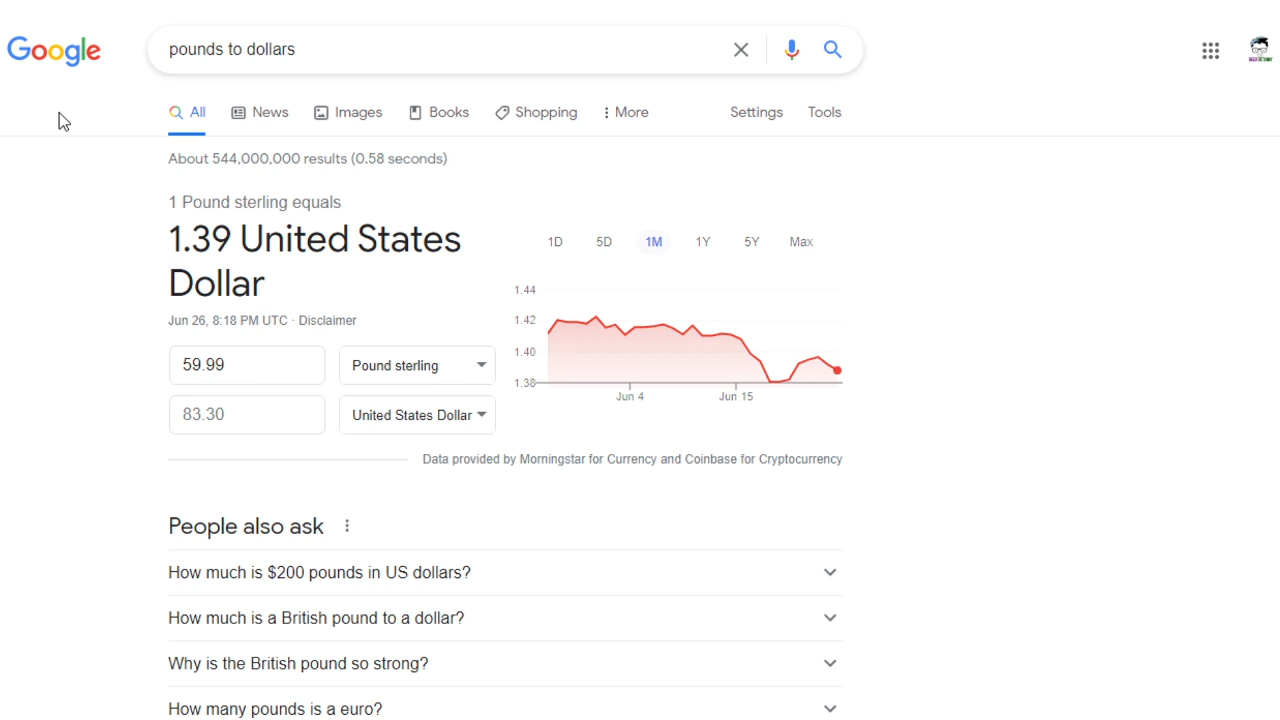 Google
pounds to dollars
All News Images Books Shopping More Settings Tools
About 544,000,000 results (0.58 seconds)
1 Pound sterling equals
1.39 United States
Dollar
Jun 26, 8:18 PM UTC · Disclaimer
59.99 Pound sterling
83.30 United States Dollar
1D 5D 1M 1Y 5Y Max
1.44
1.42
1.40
1.38
Jun 4 Jun 15
Data provided by Morningstar for Currency and Coinbase for Cryptocurrency
People also ask
How much is $200 pounds in US dollars?
How much is a British pound to a dollar?
Why is the British pound so strong?
How many pounds is a euro?